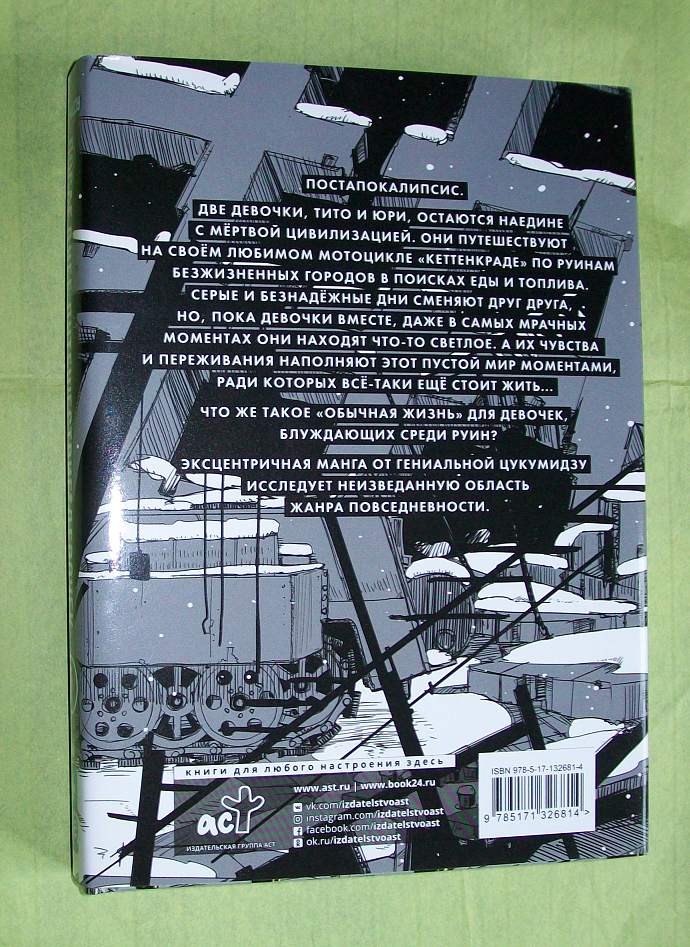 ПОСТАПОКАЛИПСИС.
ДВЕ ДЕВОЧКИ, ТИТО И ЮРИ, ОСТАЮТСЯ НАЕДИНЕ
С МЁРТВОЙ ЦИВИЛИЗАЦИЕЙ. ОНИ ПУТЕШЕСТВУЮТ
НА СВОЁМ ЛЮБИМОМ МОТОЦИКЛЕ «КЕТТЕНКРАДЕ» ПО РУИНАМ
БЕЗЖИЗНЕННЫХ ГОРОДОВ В ПОИСКАХ ЕДЫ И ТОПЛИВА.
СЕРЫЕ И БЕЗНАДЁЖНЫЕ ДНИ СМЕНЯЮТ ДРУГ ДРУГА,
НО, ПОКА ДЕВОЧКИ ВМЕСТЕ, ДАЖЕ В САМЫХ МРАЧНЫХ
МОМЕНТАХ ОНИ НАХОДЯТ ЧТО-ТО СВЕТЛОЕ. А ИХ ЧУВСТВА
И ПЕРЕЖИВАНИЯ НАПОЛНЯЮТ ЭТОТ ПУСТОЙ МИР МОМЕНТАМИ,
РАДИ КОТОРЫХ ВСЁ-ТАКИ ЕЩЁ СТОИТ ЖИТЬ...
ЧТО ЖЕ ТАКОЕ «ОБЫЧНАЯ ЖИЗНЬ» ДЛЯ ДЕВОЧЕК,
БЛУЖДАЮЩИХ СРЕДИ РУИН?
ЭКСЦЕНТРИЧНАЯ МАНГА ОТ ГЕНИАЛЬНОЙ ЦУКУМИДЗУ
ИССЛЕДУЕТ НЕИЗВЕДАННУЮ ОБЛАСТЬ
ЖАНРА ПОВСЕДНЕВНОСТИ.
книги для любого настроения здесь
www.ast.ru | www.book24.ru
vk.com/izdatelstvoast
instagram.com/izdatelstvoast
facebook.com/izdatelstvoast
ok.ru/izdatelstvoast
аст
ИЗДАТЕЛЬСКАЯ ГРУППА АСТ
ISBN 978-5-17-132681-4
9 785171 326814 >